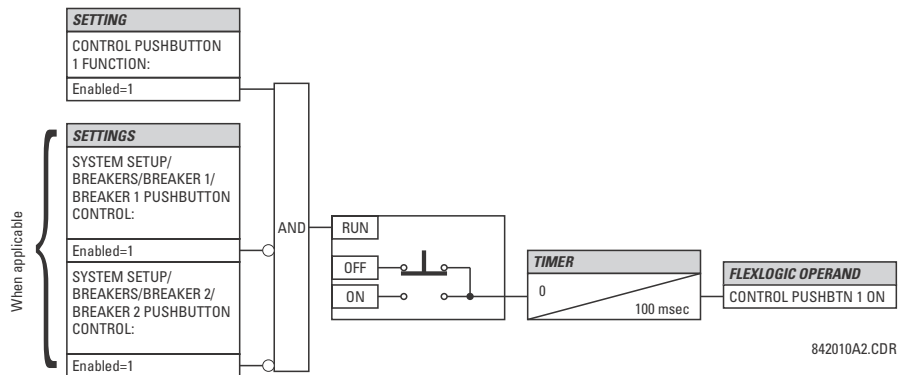 SETTING
CONTROL PUSHBUTTON
1 FUNCTION:
Enabled=1
When applicable
SETTINGS
SYSTEM SETUP/
BREAKERS/BREAKER 1/
BREAKER 1 PUSHBUTTON
CONTROL:
Enabled=1
SYSTEM SETUP/
BREAKERS/BREAKER 2/
BREAKER 2 PUSHBUTTON
CONTROL:
Enabled=1
AND
RUN
OFF
ON
TIMER
0
100 msec
FLEXLOGIC OPERAND
CONTROL PUSHBTN 1 ON
842010A2.CDR